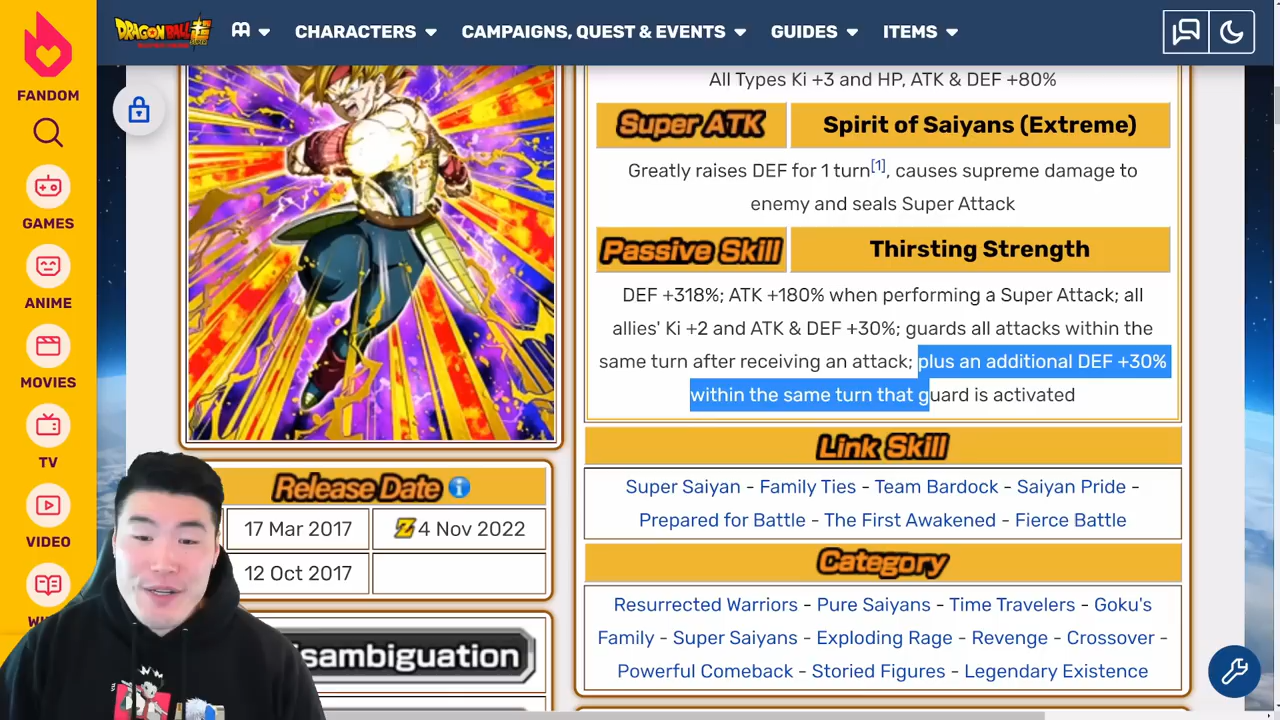 DRAGON BALL
CHARACTERS
CAMPAIGNS, QUEST & EVENTS
GUIDES
ITEMS
FANDOM
GAMES
ANIME
MOVIES
TV
VIDEO
All Types Ki +3 and HP, ATK & DEF +80%
Super ATK
Spirit of Saiyans (Extreme)
Greatly raises DEF for 1 turn[1], causes supreme damage to
enemy and seals Super Attack
Passive Skill
Thirsting Strength
DEF +318%; ATK +180% when performing a Super Attack; all
allies' Ki +2 and ATK & DEF +30%; guards all attacks within the
same turn after receiving an attack; plus an additional DEF +30%
within the same turn that guard is activated
Link Skill
Super Saiyan - Family Ties - Team Bardock - Saiyan Pride -
Prepared for Battle - The First Awakened - Fierce Battle
Category
Resurrected Warriors - Pure Saiyans - Time Travelers - Goku's
Family - Super Saiyans - Exploding Rage - Revenge - Crossover -
Powerful Comeback - Storied Figures - Legendary Existence
Release Date
17 Mar 2017
Z 4 Nov 2022
12 Oct 2017
isambiguation